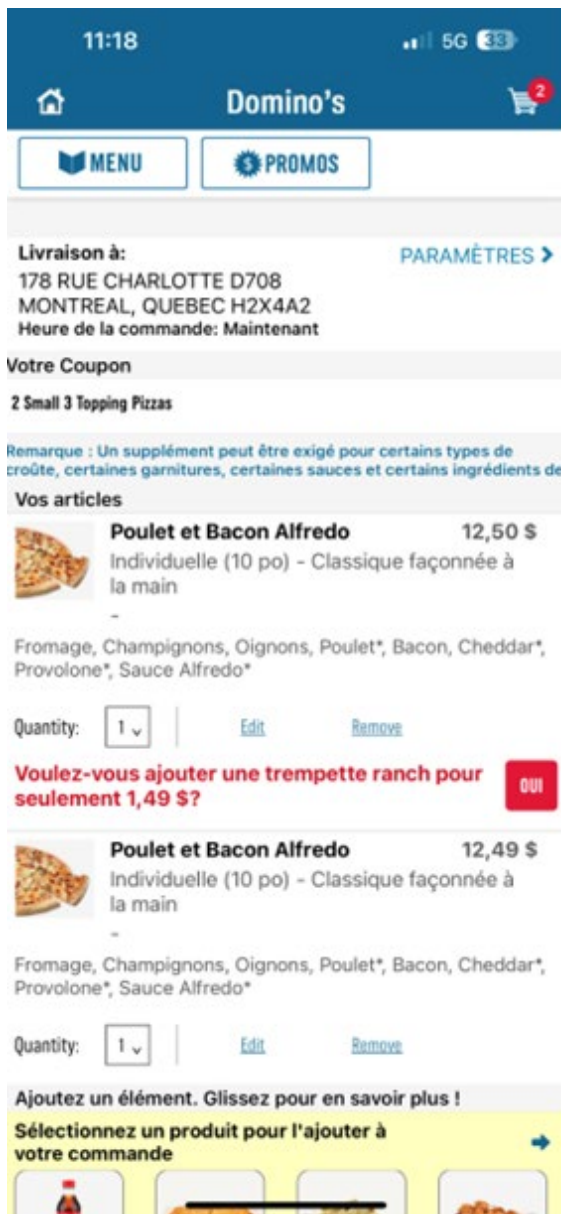 11:18
5G 33
Domino's
2
MENU
PROMOS
Livraison à:
PARAMÈTRES >
178 RUE CHARLOTTE D708
MONTREAL, QUEBEC H2X4A2
Heure de la commande: Maintenant
Votre Coupon
2 Small 3 Topping Pizzas
Remarque : Un supplément peut être exigé pour certains types de
croûte, certaines garnitures, certaines sauces et certains ingrédients de
Vos articles
Poulet et Bacon Alfredo 12,50 $
Individuelle (10 po) - Classique façonnée à
la main
-
Fromage, Champignons, Oignons, Poulet*, Bacon, Cheddar*,
Provolone*, Sauce Alfredo*
Quantity: 1 Edit Remove
Voulez-vous ajouter une trempette ranch pour
seulement 1,49 $?
OUI
Poulet et Bacon Alfredo 12,49 $
Individuelle (10 po) - Classique façonnée à
la main
-
Fromage, Champignons, Oignons, Poulet*, Bacon, Cheddar*,
Provolone*, Sauce Alfredo*
Quantity: 1 Edit Remove
Ajoutez un élément. Glissez pour en savoir plus !
Sélectionnez un produit pour l'ajouter à
votre commande